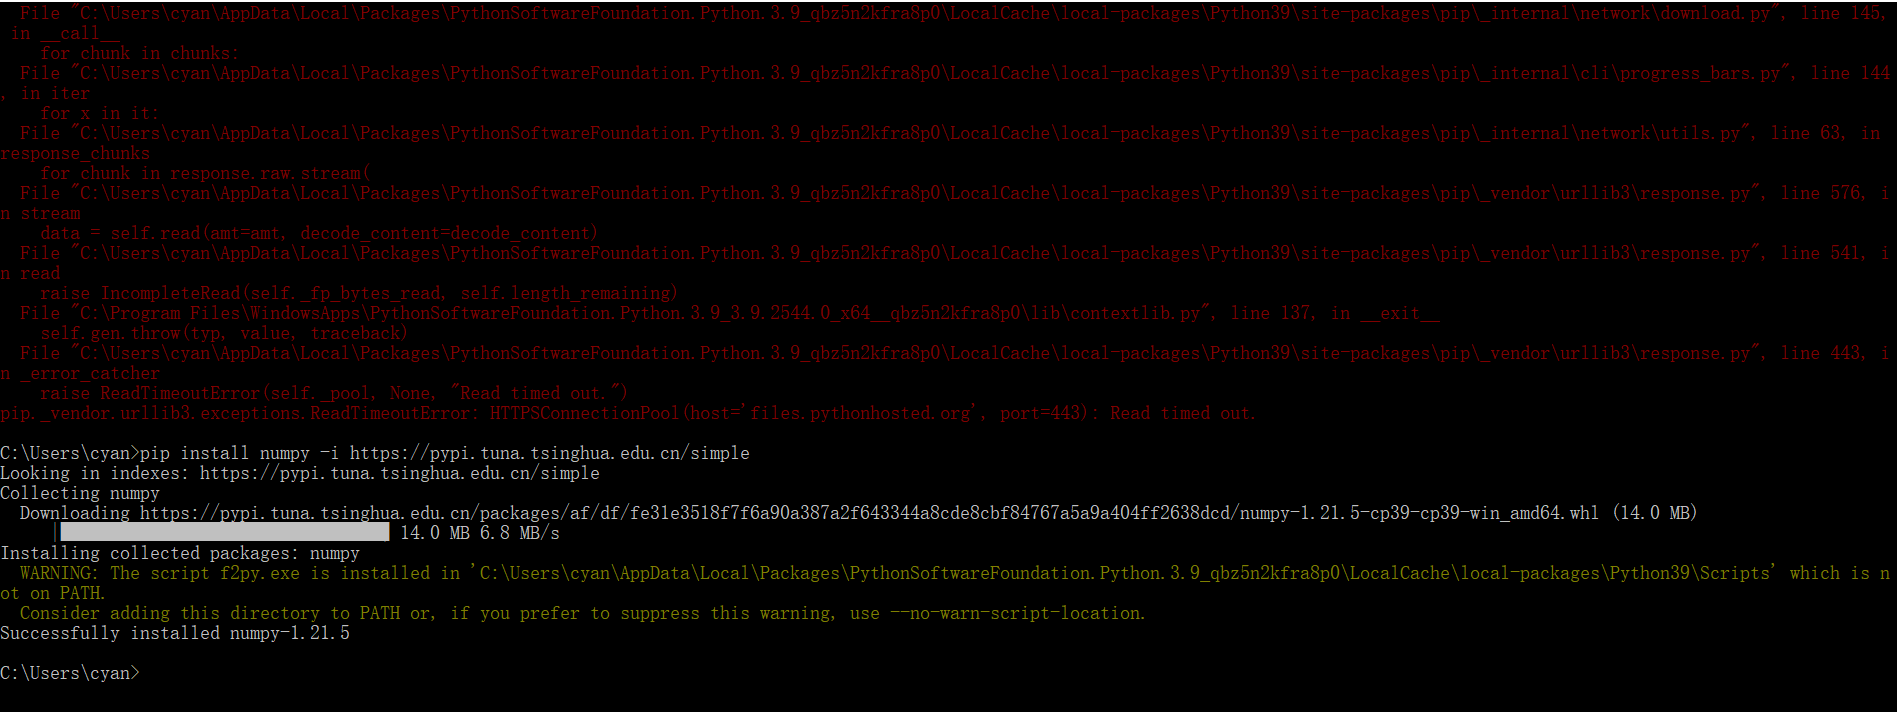 File "C:\Users\cyan\AppData\Local\Packages\PythonSoftwareFoundation.Python.3.9_qbz5n2kfra8p0\LocalCache\local-packages\Python39\site-packages\pip\_internal\network\download.py", line 145,
 in __call__
    for chunk in chunks:
  File "C:\Users\cyan\AppData\Local\Packages\PythonSoftwareFoundation.Python.3.9_qbz5n2kfra8p0\LocalCache\local-packages\Python39\site-packages\pip\_internal\cli\progress_bars.py", line 144
, in iter
    for x in it:
  File "C:\Users\cyan\AppData\Local\Packages\PythonSoftwareFoundation.Python.3.9_qbz5n2kfra8p0\LocalCache\local-packages\Python39\site-packages\pip\_internal\network\utils.py", line 63, in
response_chunks
    for chunk in response.raw.stream(
  File "C:\Users\cyan\AppData\Local\Packages\PythonSoftwareFoundation.Python.3.9_qbz5n2kfra8p0\LocalCache\local-packages\Python39\site-packages\pip\_vendor\urllib3\response.py", line 576, i
n stream
    data = self.read(amt=amt, decode_content=decode_content)
  File "C:\Users\cyan\AppData\Local\Packages\PythonSoftwareFoundation.Python.3.9_qbz5n2kfra8p0\LocalCache\local-packages\Python39\site-packages\pip\_vendor\urllib3\response.py", line 541, i
n read
    raise IncompleteRead(self._fp_bytes_read, self.length_remaining)
  File "C:\Program Files\WindowsApps\PythonSoftwareFoundation.Python.3.9_3.9.2544.0_x64__qbz5n2kfra8p0\lib\contextlib.py", line 137, in __exit__
    self.gen.throw(typ, value, traceback)
  File "C:\Users\cyan\AppData\Local\Packages\PythonSoftwareFoundation.Python.3.9_qbz5n2kfra8p0\LocalCache\local-packages\Python39\site-packages\pip\_vendor\urllib3\response.py", line 443, i
n _error_catcher
    raise ReadTimeoutError(self._pool, None, "Read timed out.")
pip._vendor.urllib3.exceptions.ReadTimeoutError: HTTPSConnectionPool(host='files.pythonhosted.org', port=443): Read timed out.
C:\Users\cyan>pip install numpy -i https://pypi.tuna.tsinghua.edu.cn/simple
Looking in indexes: https://pypi.tuna.tsinghua.edu.cn/simple
Collecting numpy
  Downloading https://pypi.tuna.tsinghua.edu.cn/packages/af/df/fe31e3518f7f6a90a387a2f643344a8cde8cbf84767a5a9a404ff2638dcd/numpy-1.21.5-cp39-cp39-win_amd64.whl (14.0 MB)
     | 14.0 MB 6.8 MB/s
Installing collected packages: numpy
  WARNING: The script f2py.exe is installed in 'C:\Users\cyan\AppData\Local\Packages\PythonSoftwareFoundation.Python.3.9_qbz5n2kfra8p0\LocalCache\local-packages\Python39\Scripts' which is n
ot on PATH.
  Consider adding this directory to PATH or, if you prefer to suppress this warning, use --no-warn-script-location.
Successfully installed numpy-1.21.5
C:\Users\cyan>